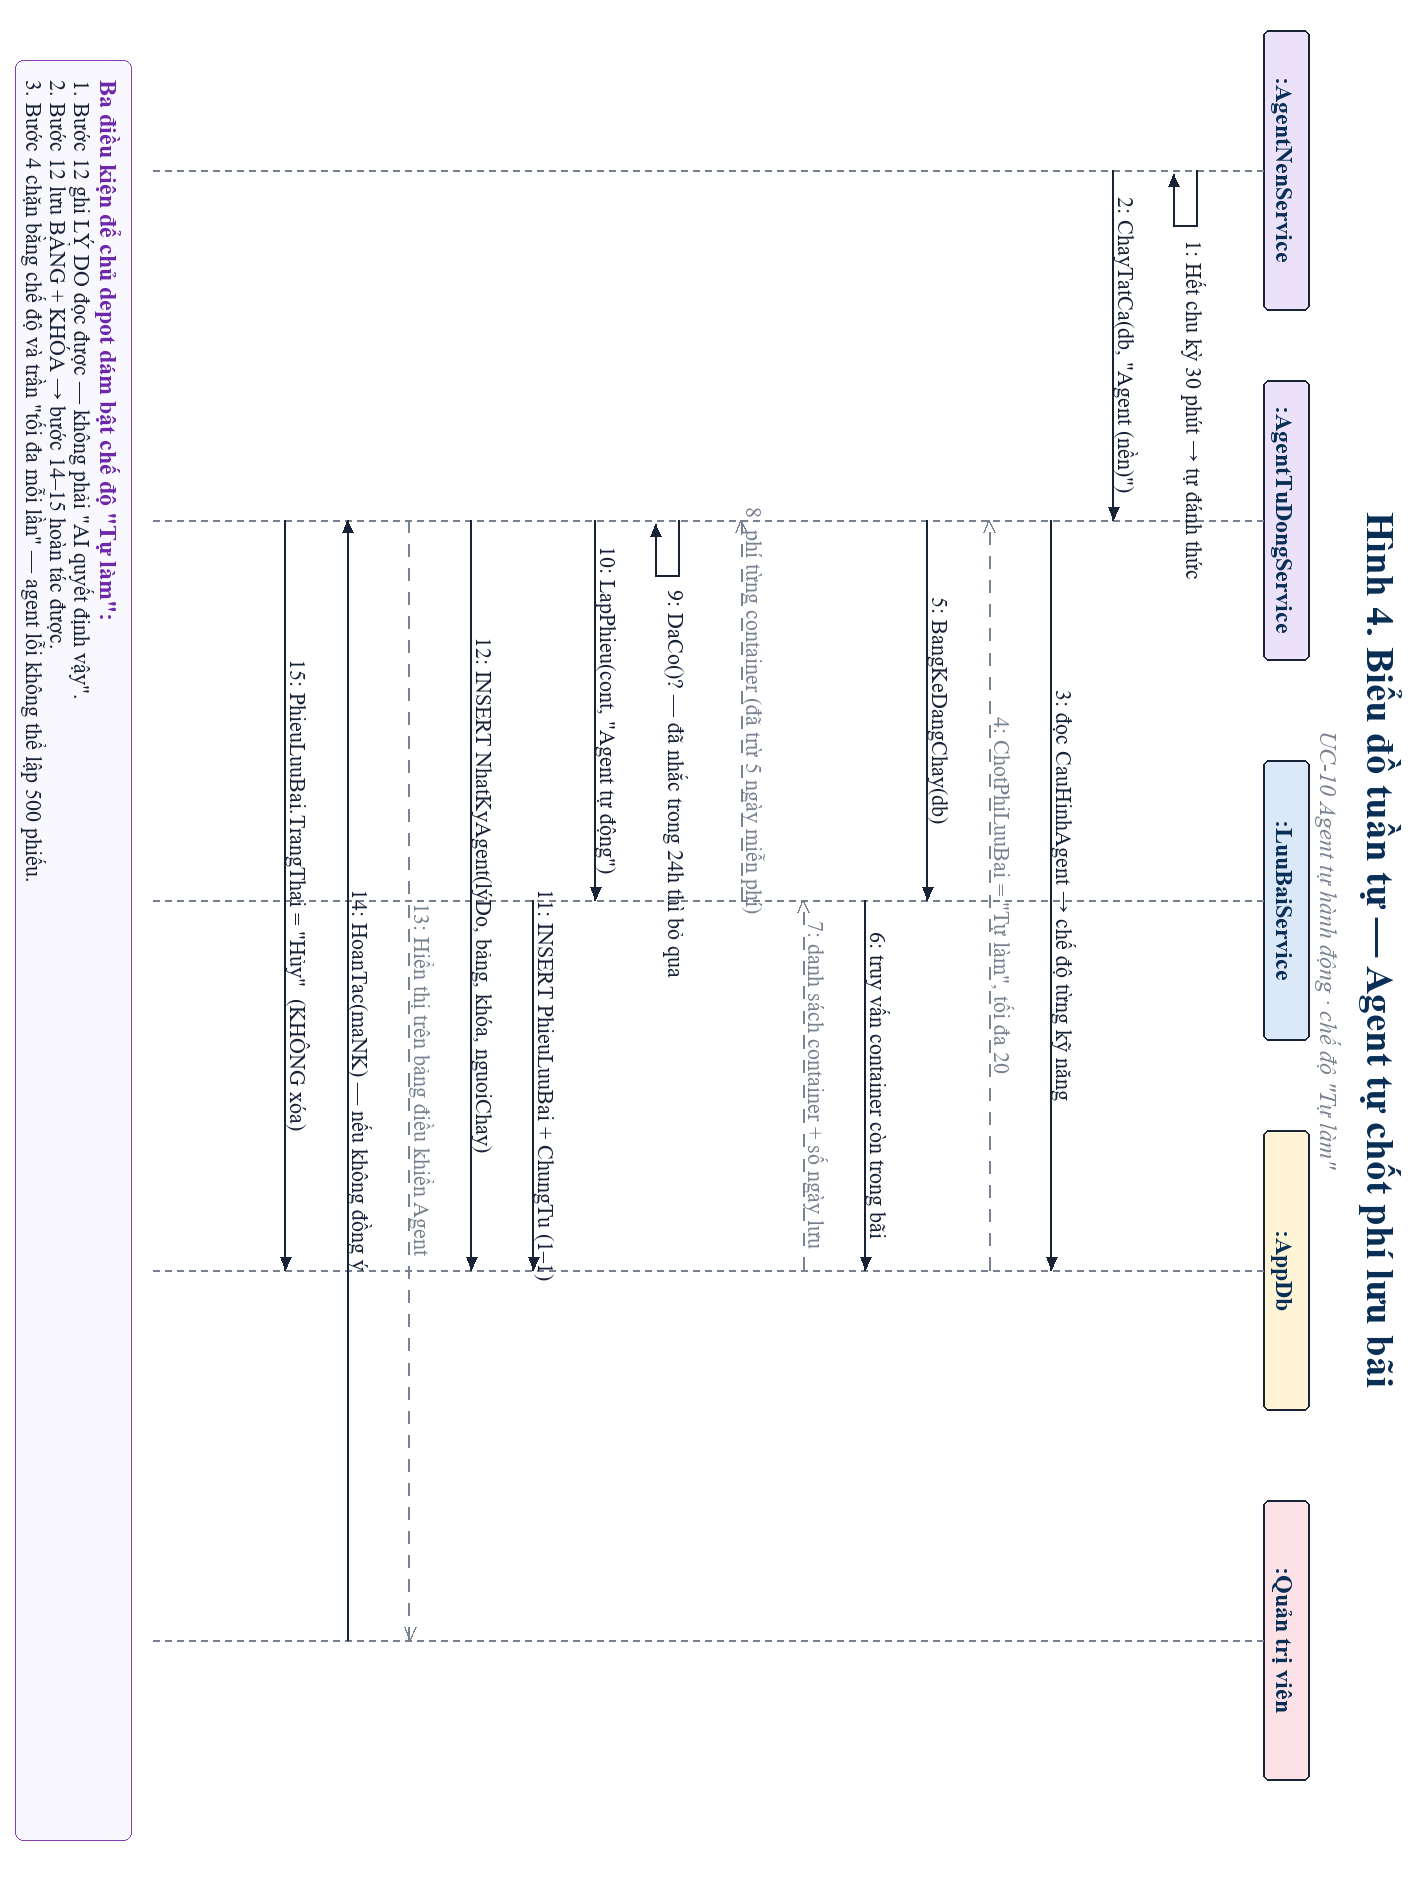 Hình 4. Biểu đồ tuần tự — Agent tự chốt phí lưu bãi
UC-10 Agent tự hành động · chế độ "Tự làm"
:AgentNenService
:AgentTuDongService
:LuuBaiService
:AppDb
:Quản trị viên
1: Hết chu kỳ 30 phút → tự đánh thức
2: ChayTatCa(db, "Agent (nền)")
3: đọc CauHinhAgent → chế độ từng kỹ năng
4: ChotPhiLuuBai = "Tự làm", tối đa 20
5: BangKeDangChay(db)
6: truy vấn container còn trong bãi
7: danh sách container + số ngày lưu
8: phí từng container (đã trừ 5 ngày miễn phí)
9: DaCo()? — đã nhắc trong 24h thì bỏ qua
10: LapPhieu(cont, "Agent tự động")
11: INSERT PhieuLuuBai + ChungTu (1–1)
12: INSERT NhatKyAgent(lýDo, bảng, khóa, nguoiChay)
13: Hiển thị trên bảng điều khiển Agent
14: HoanTac(maNK) — nếu không đồng ý
15: PhieuLuuBai.TrangThai = "Hủy" (KHÔNG xóa)
Ba điều kiện để chủ depot dám bật chế độ "Tự làm":
1. Bước 12 ghi LÝ DO đọc được — không phải "AI quyết định vậy".
2. Bước 12 lưu BẢNG + KHÓA → bước 14–15 hoàn tác được.
3. Bước 4 chặn bằng chế độ và trần "tối đa mỗi lần" — agent lỗi không thể lập 500 phiếu.